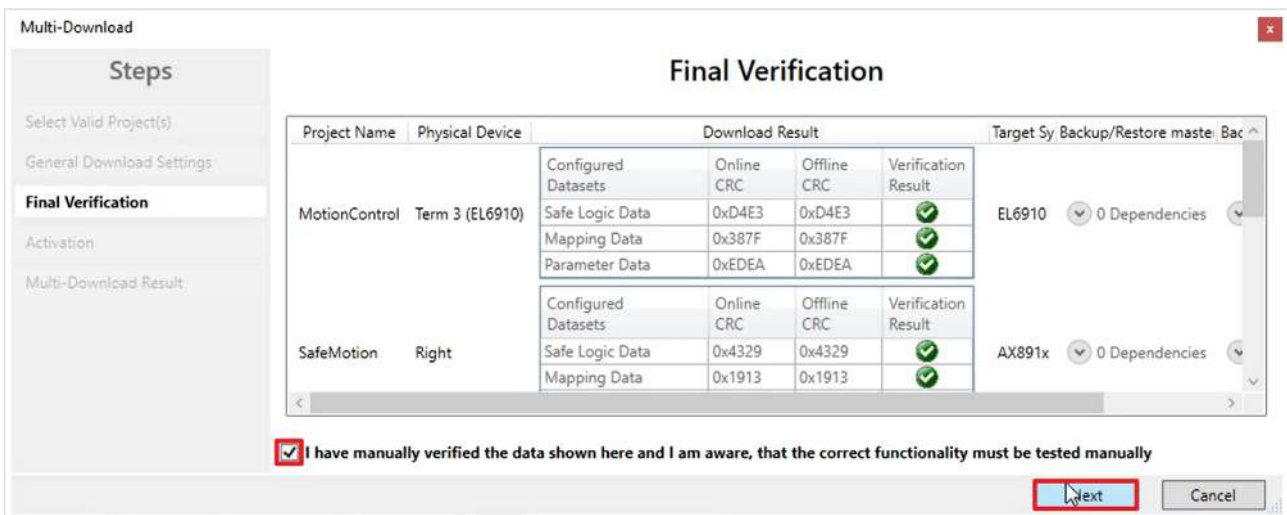 Multi-Download
x
Steps
Select Valid Project(s)
General Download Settings
Final Verification
Activation
Multi-Download Result
Final Verification
Project Name Physical Device Download Result Target Sy Backup/Restore maste Bac
Configured Datasets Online CRC Offline CRC Verification Result
MotionControl Term 3 (EL6910) EL6910 0 Dependencies
Safe Logic Data 0xD4E3 0xD4E3
Mapping Data 0x387F 0x387F
Parameter Data 0xEDEA 0xEDEA
Configured Datasets Online CRC Offline CRC Verification Result
SafeMotion Right AX891x 0 Dependencies
Safe Logic Data 0x4329 0x4329
Mapping Data 0x1913 0x1913
I have manually verified the data shown here and I am aware, that the correct functionality must be tested manually
Next Cancel